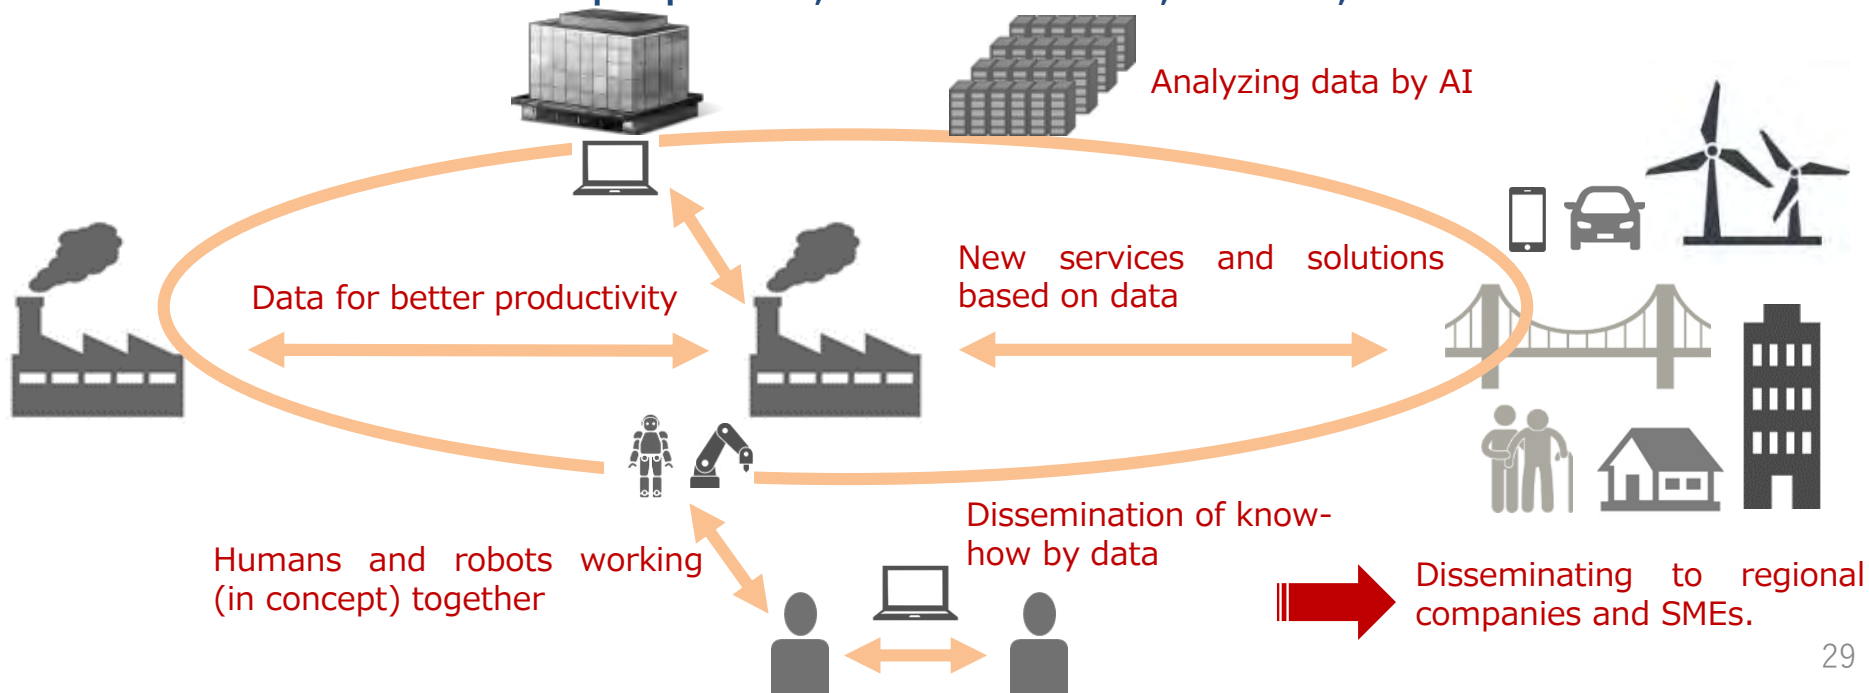 Analyzing data by AI
New services and solutions
based on data
Data for better productivity
Dissemination of know-
how by data
Humans and robots working
(in concept) together
Disseminating to regional
companies and SMEs.
29